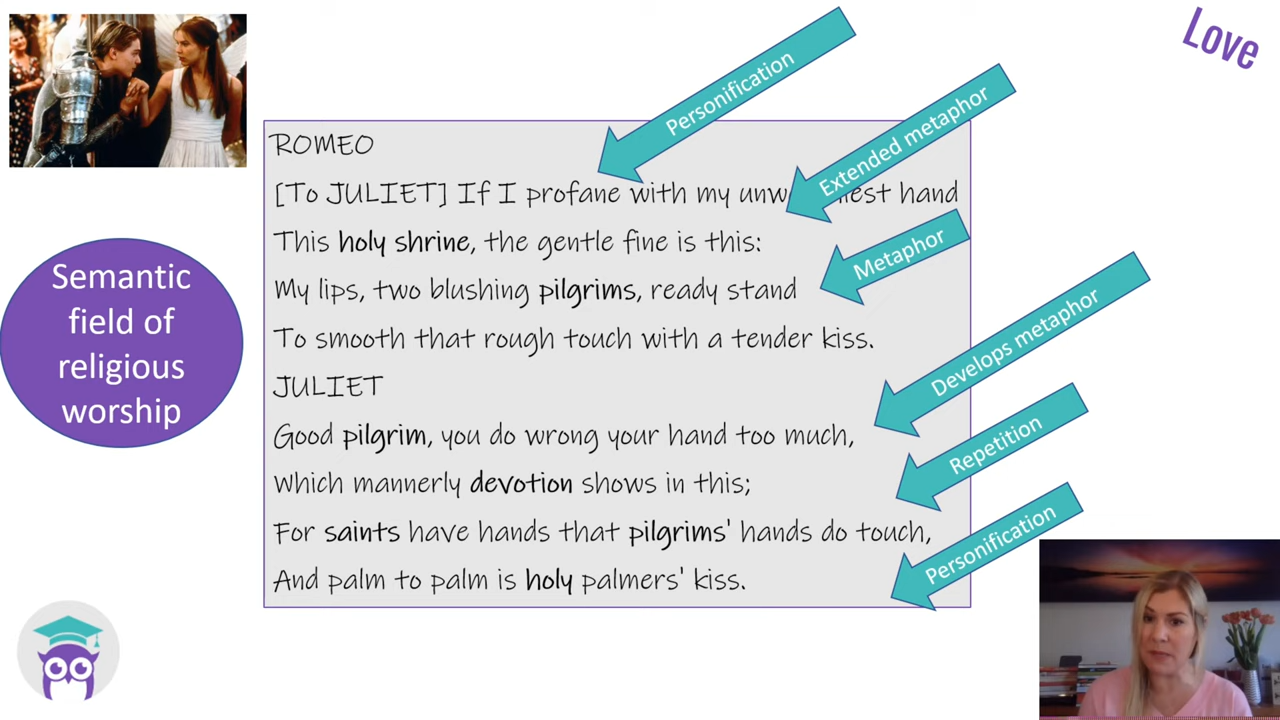 Love
Personification
Extended metaphor
ROMEO
[To JULIET] If I profane with my hand
This holy shrine, the gentle fine is this:
Metaphor
My lips, two blushing pilgrims, ready stand
To smooth that rough touch with a tender kiss.
Develops metaphor
JULIET
Good pilgrim, you do wrong your hand too much,
Repetition
Which mannerly devotion shows in this;
For saints have hands that pilgrims' hands do touch,
Personification
And palm to palm is holy palmers' kiss.
Semantic
field of
religious
worship